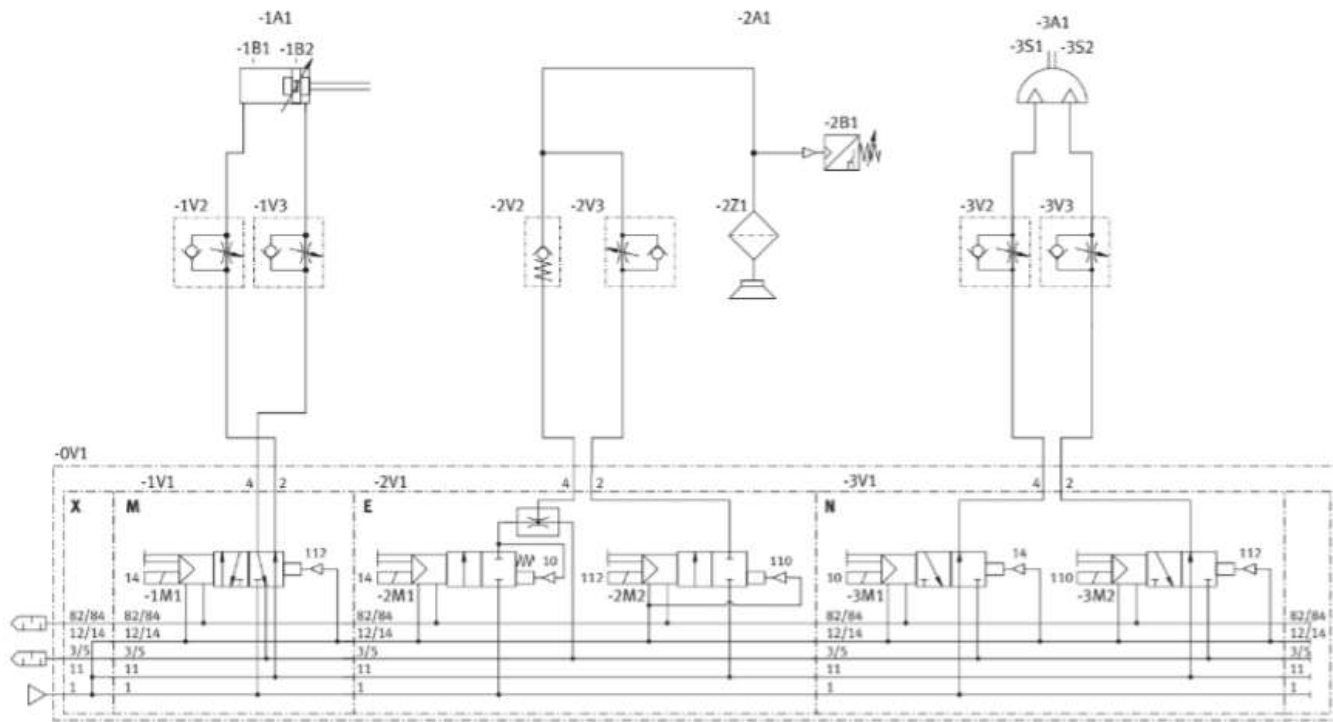 -1A1 -2A1 -3A1
-1B1 -1B2 -3S1 -3S2
-2B1
-1V2 -1V3 -2V2 -2V3 -2Z1 -3V2 -3V3
-0V1
-1V1 4 2 -2V1 4 2 -3V1 4 2
X M E N
112 10 110 14 112
14 14 112 10 110
-1M1 -2M1 -2M2 -3M1 -3M2
82/84 82/84 82/84 82/84 82/84
12/14 12/14 12/14 12/14 12/14
3/5 3/5 3/5 3/5 3/5
11 11 11 11 11
1 1 1 1 1